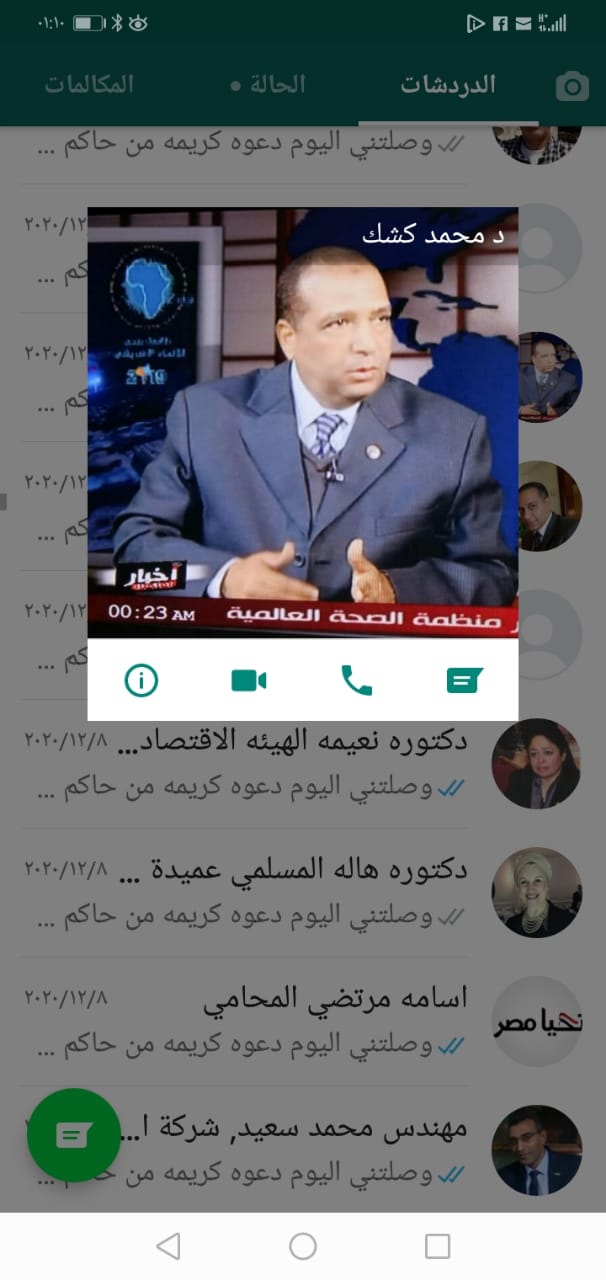 ٠١:١٠
H+
المكالمات
الحالة
الدردشات
وصلتني اليوم دعوه كريمه من حاكم ...
٢٠٢٠/١٢
د محمد كشك
2019
أخبار
00:23 AM
منظمة الصحة العالمية
٢٠٢٠/١٢
٢٠٢٠/١٢
٢٠٢٠/١٢
دكتوره نعيمه الهيئه الاقتصاد...
٢٠٢٠/١٢/٨
وصلتني اليوم دعوه كريمه من حاكم ...
دكتوره هاله المسلمي عميدة ...
٢٠٢٠/١٢/٨
وصلتني اليوم دعوه كريمه من حاكم ...
اسامه مرتضي المحامي
٢٠٢٠/١٢/٨
وصلتني اليوم دعوه كريمه من حاكم ...
تحيا مصر
مهندس محمد سعيد, شركة ا...
وصلتني اليوم دعوه كريمه من حاكم ...